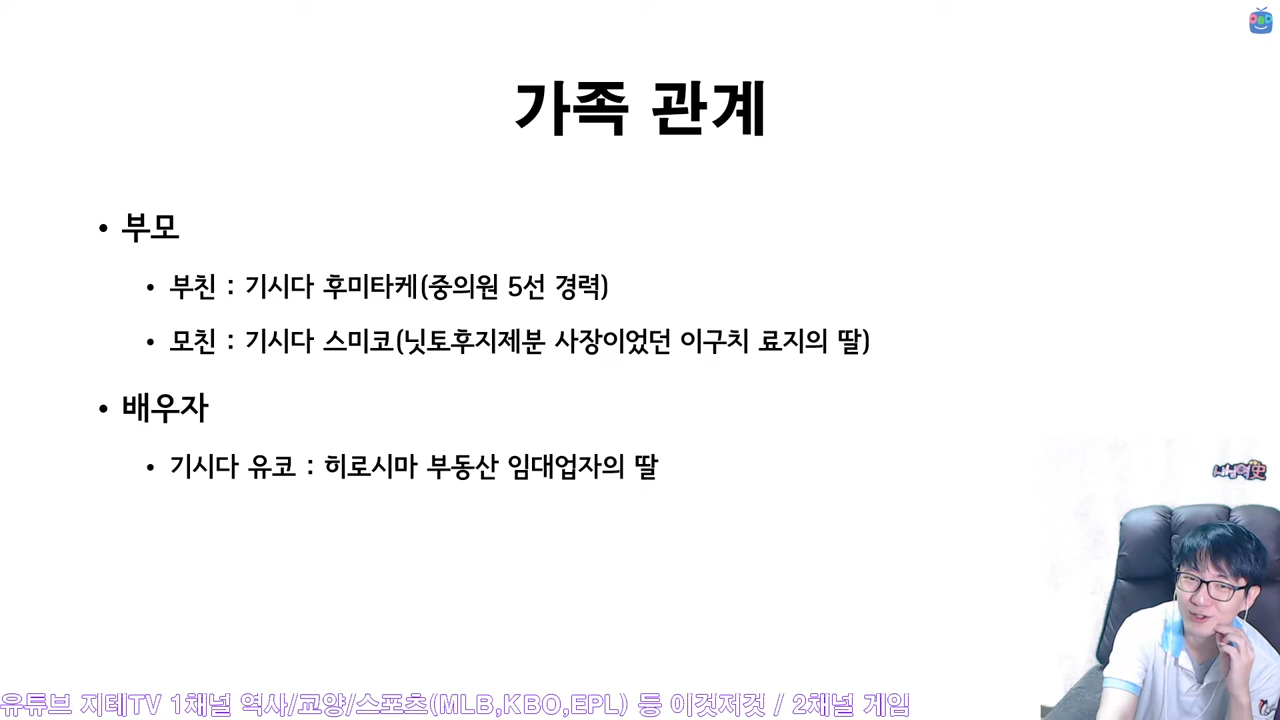 가족 관계
• 부모
• 부친 : 기시다 후미타케(중의원 5선 경력)
• 모친 : 기시다 스미코(닛토후지제분 사장이었던 이구치 료지의 딸)
• 배우자
• 기시다 유코 : 히로시마 부동산 임대업자의 딸
유튜브 지테TV 1채널 역사/교양/스포츠(MLB,KBO,EPL) 등 이것저것 / 2채널 게임